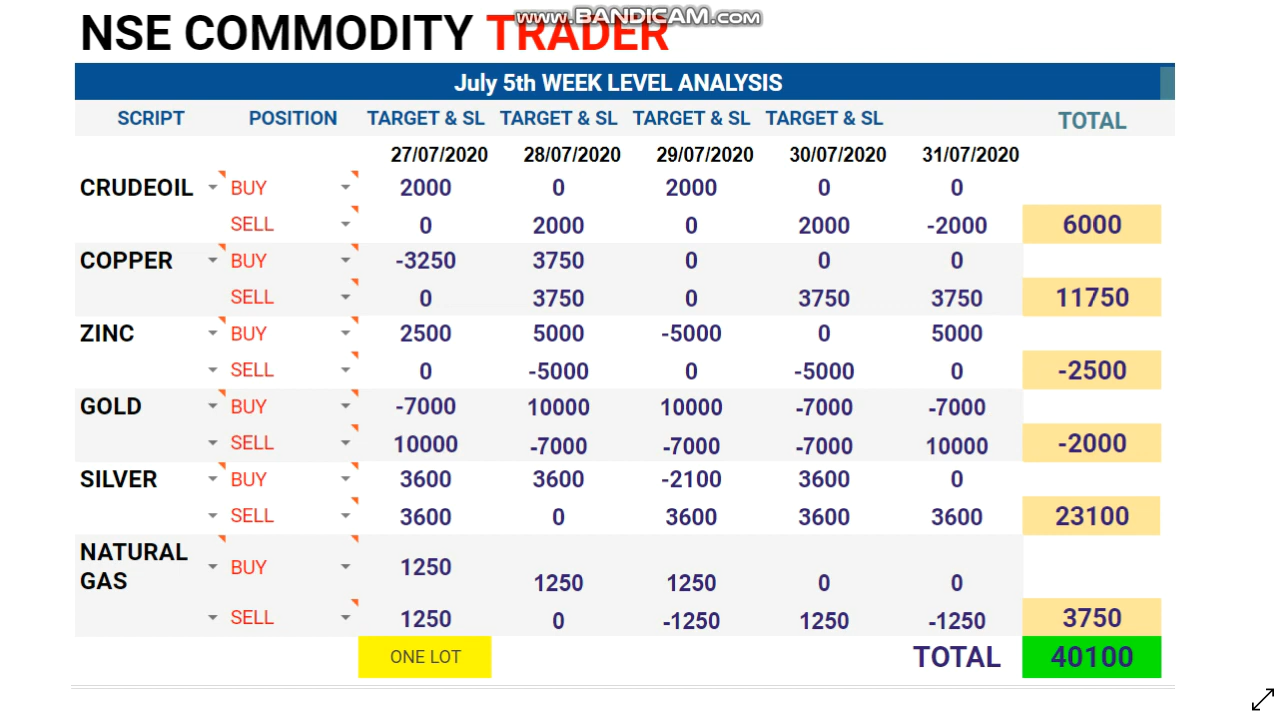 www.BANDICAM.com
NSE COMMODITY TRADER
July 5th WEEK LEVEL ANALYSIS
SCRIPT POSITION TARGET & SL TARGET & SL TARGET & SL TARGET & SL TOTAL
27/07/2020 28/07/2020 29/07/2020 30/07/2020 31/07/2020
CRUDEOIL BUY 2000 0 2000 0 0
SELL 0 2000 0 2000 -2000 6000
COPPER BUY -3250 3750 0 0 0
SELL 0 3750 0 3750 3750 11750
ZINC BUY 2500 5000 -5000 0 5000
SELL 0 -5000 0 -5000 0 -2500
GOLD BUY -7000 10000 10000 -7000 -7000
SELL 10000 -7000 -7000 -7000 10000 -2000
SILVER BUY 3600 3600 -2100 3600 0
SELL 3600 0 3600 3600 3600 23100
NATURAL
GAS BUY 1250 1250 1250 0 0
SELL 1250 0 -1250 1250 -1250 3750
ONE LOT TOTAL 40100